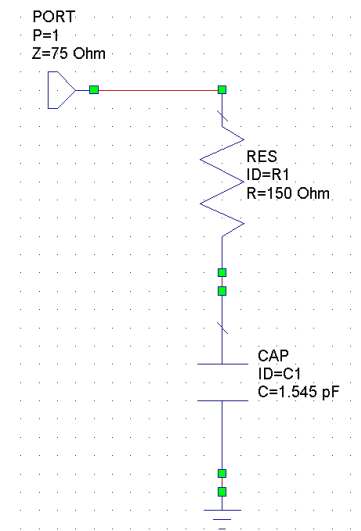 PORT
P=1
Z=75 Ohm
RES
ID=R1
R=150 Ohm
CAP
ID=C1
C=1.545 pF